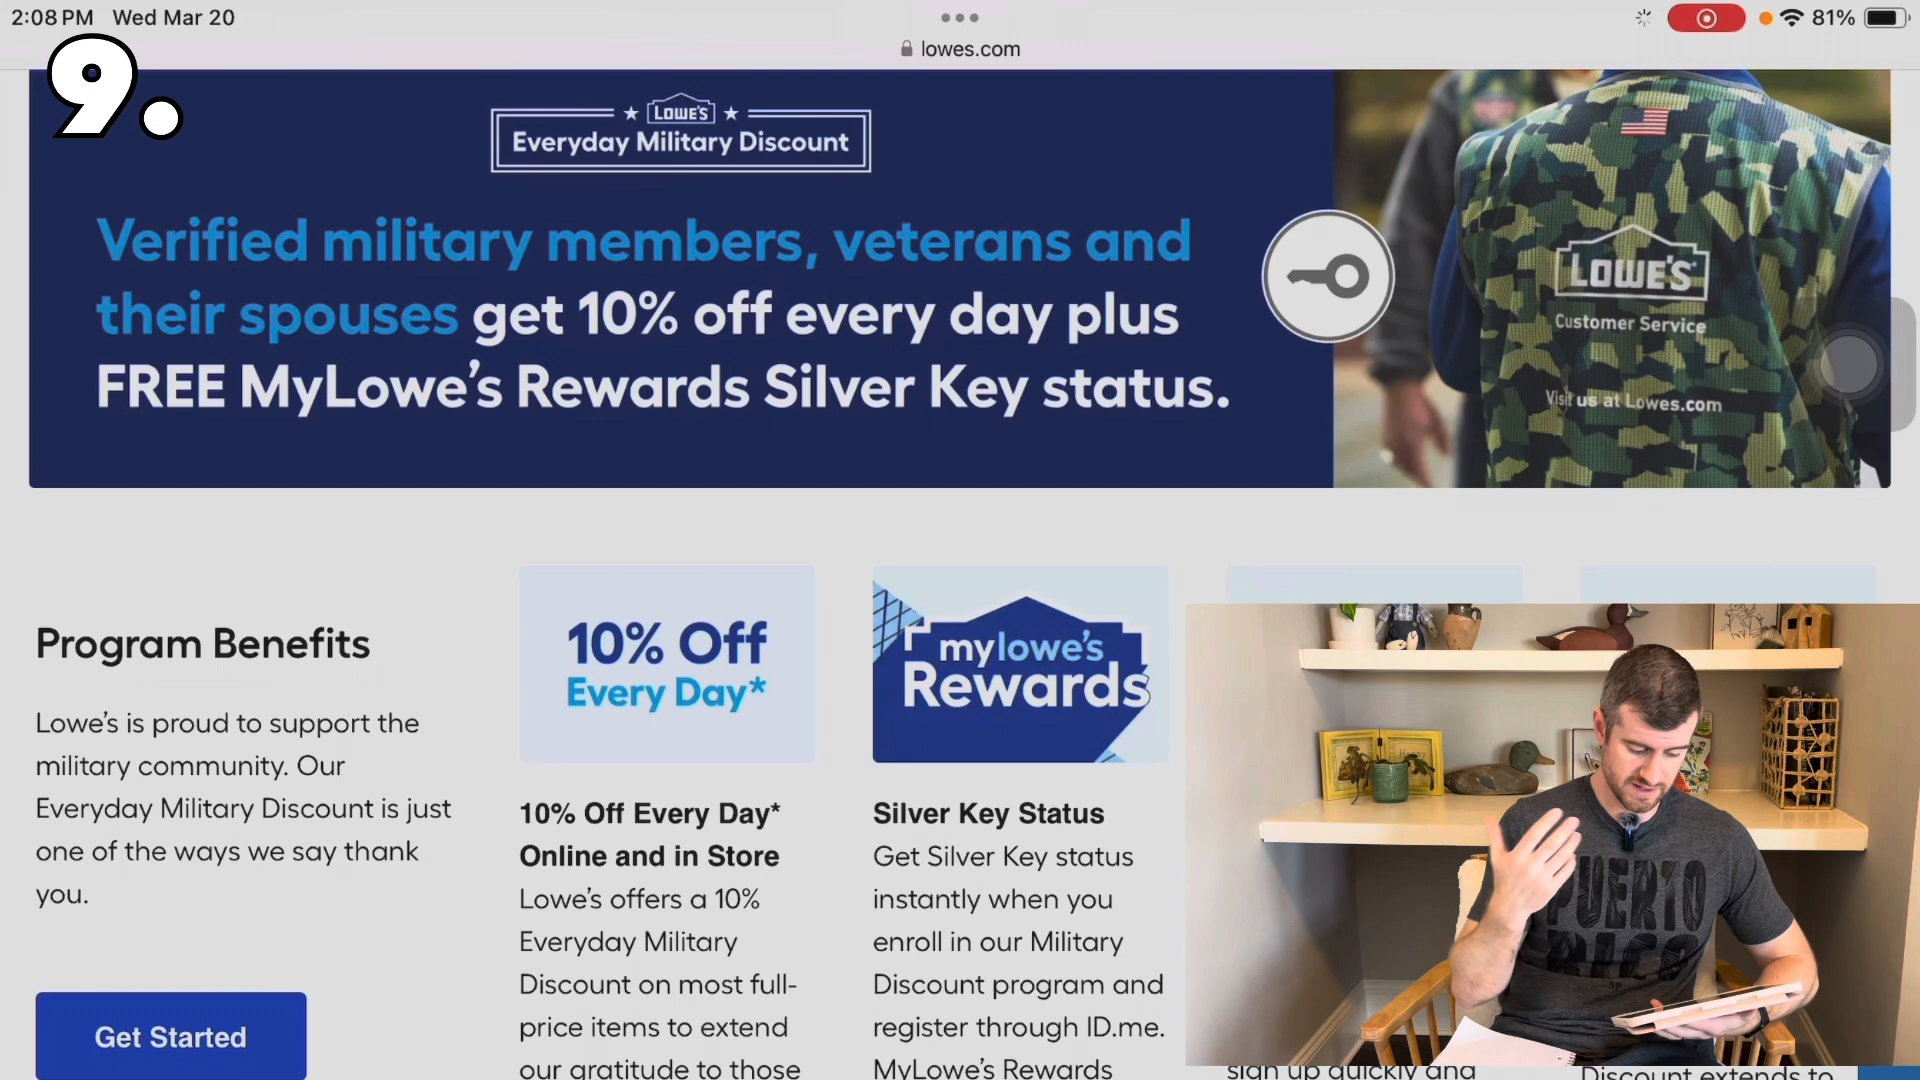 2:08 PM Wed Mar 20
81%
lowes.com
9.
LOWE'S
Everyday Military Discount
Verified military members, veterans and
their spouses get 10% off every day plus
FREE MyLowe's Rewards Silver Key status.
LOWE'S
Customer Service
Visit us at Lowes.com
Program Benefits
Lowe's is proud to support the
military community. Our
Everyday Military Discount is just
one of the ways we say thank
you.
Get Started
10% Off
Every Day*
10% Off Every Day*
Online and in Store
Lowe's offers a 10%
Everyday Military
Discount on most full-
price items to extend
our gratitude to those
mylowe's
Rewards
Silver Key Status
Get Silver Key status
instantly when you
enroll in our Military
Discount program and
register through ID.me.
MyLowe's Rewards
sign up quickly and
Discount extends to
PUERTO
RICO